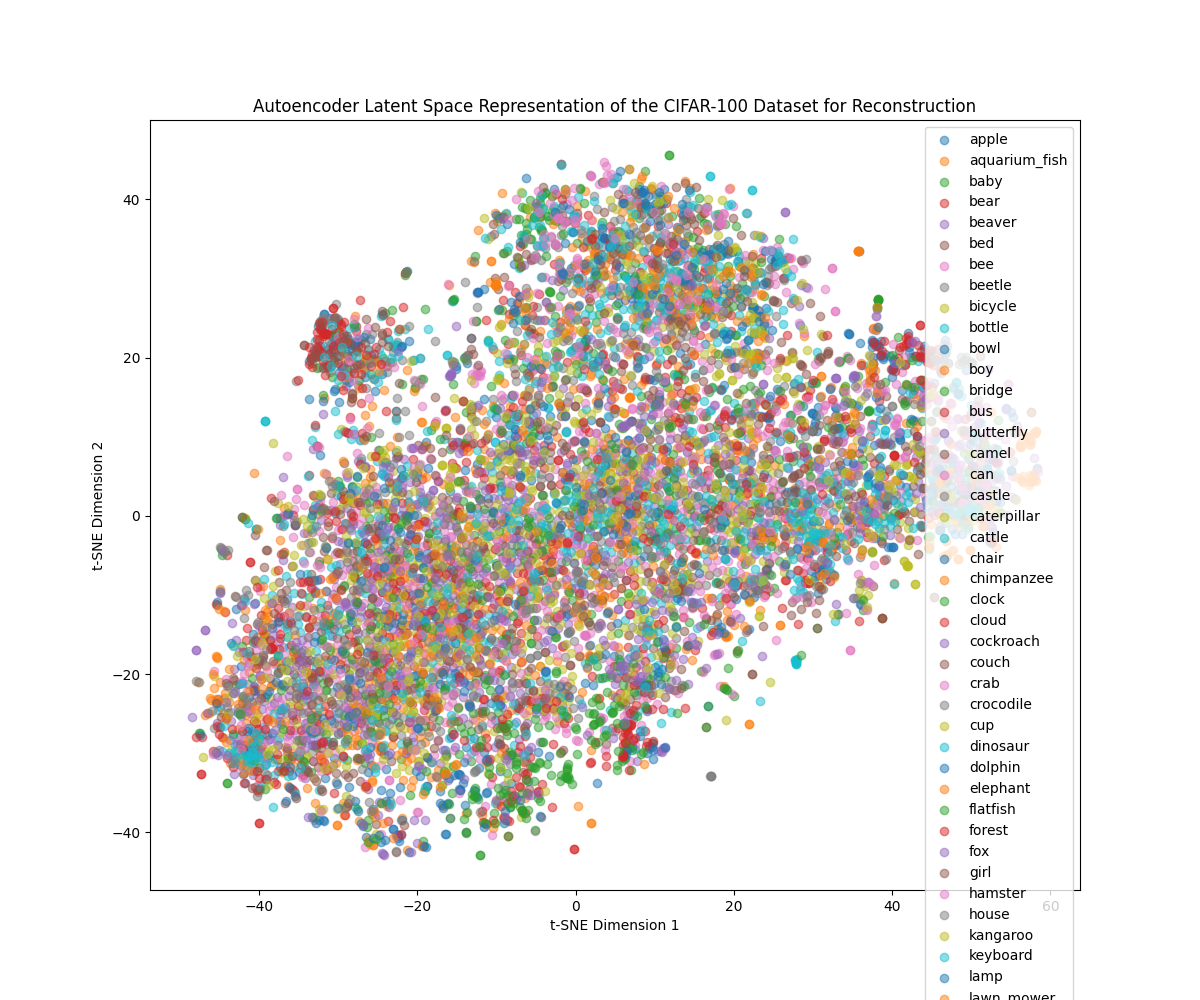 Autoencoder Latent Space Representation of the CIFAR-100 Dataset for Reconstruction
t-SNE Dimension 2
40
20
0
−20
−40
−40
−20
0
20
40
60
t-SNE Dimension 1
apple
aquarium_fish
baby
bear
beaver
bed
bee
beetle
bicycle
bottle
bowl
boy
bridge
bus
butterfly
camel
can
castle
caterpillar
cattle
chair
chimpanzee
clock
cloud
cockroach
couch
crab
crocodile
cup
dinosaur
dolphin
elephant
flatfish
forest
fox
girl
hamster
house
kangaroo
keyboard
lamp
lawn_mower